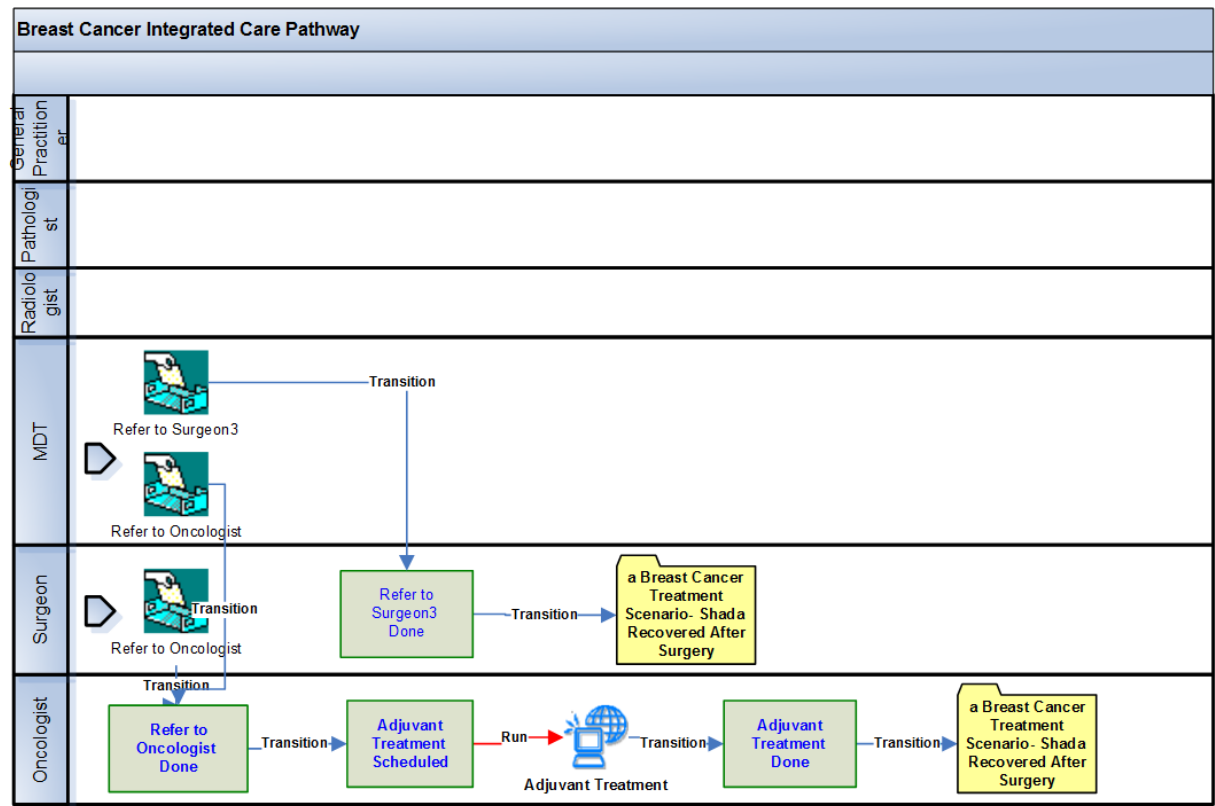 Breast Cancer Integrated Care Pathway
General
Practition
er
Pathologi
st
Radiolo
gist
MDT
Transition
Refer to Surgeon3
Refer to Oncologist
Surgeon
Transition
Refer to Oncologist
Refer to
Surgeon3
Done
Transition
a Breast Cancer
Treatment
Scenario- Shada
Recovered After
Surgery
Oncologist
Transition
Refer to
Oncologist
Done
Transition
Adjuvant
Treatment
Scheduled
Run
Adjuvant Treatment
Transition
Adjuvant
Treatment
Done
Transition
a Breast Cancer
Treatment
Scenario- Shada
Recovered After
Surgery